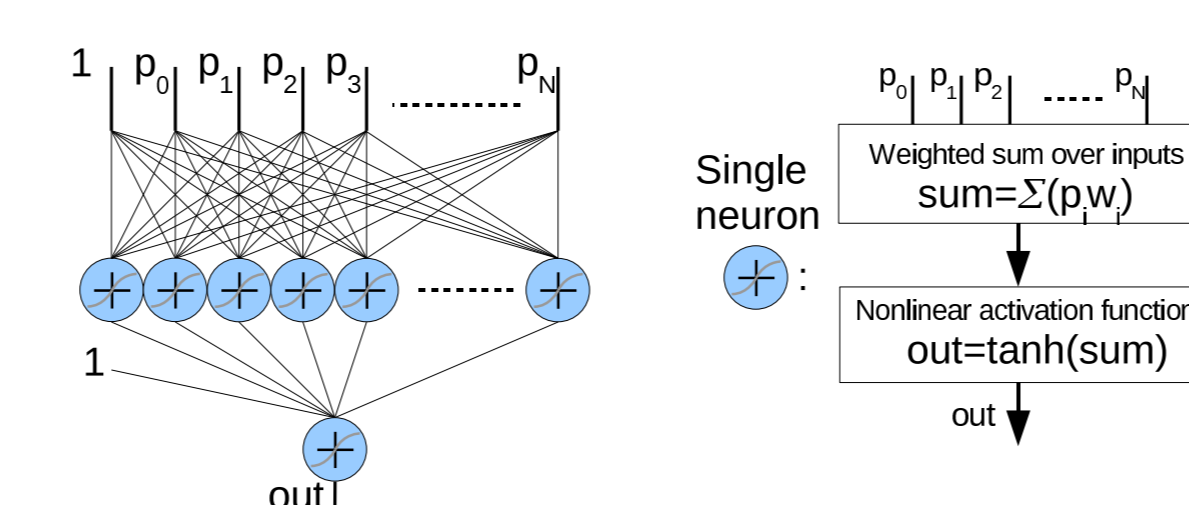 1 p0 p1 p2 p3 pN
1
out
Single
neuron
:
p0 p1 p2 pN
Weighted sum over inputs
sum=Σ(piwi)
Nonlinear activation function
out=tanh(sum)
out